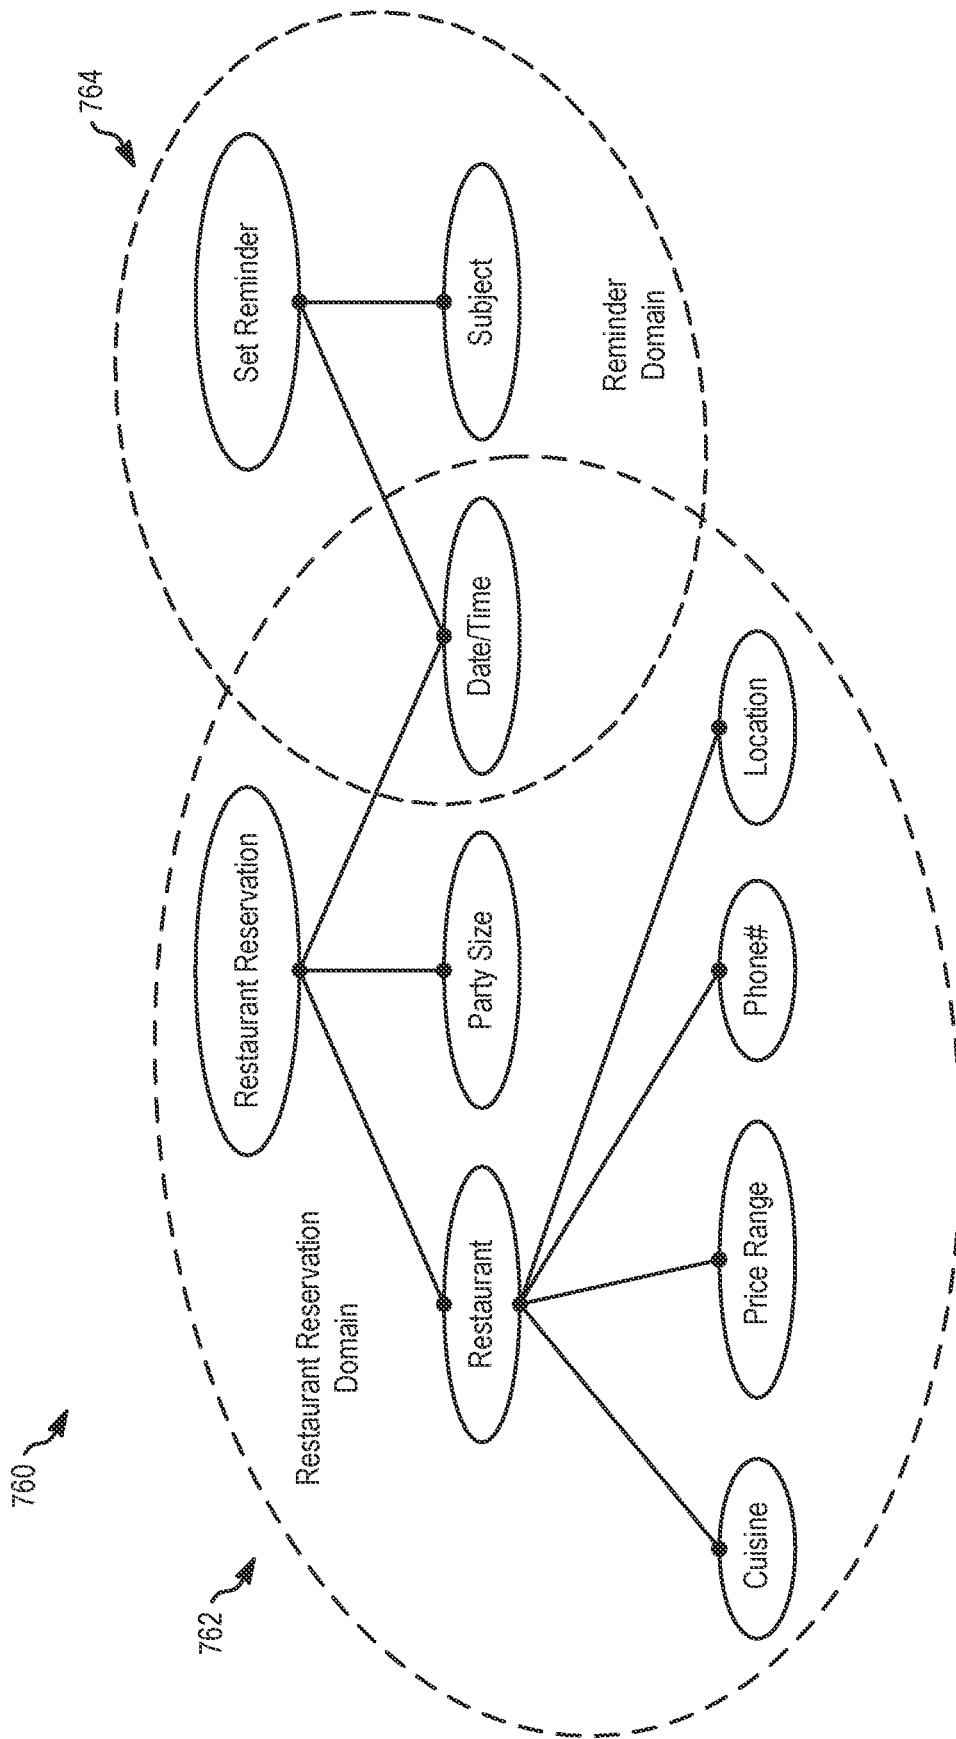 760
762
764
Restaurant Reservation
Set Reminder
Restaurant Reservation
Domain
Restaurant
Party Size
Date/Time
Subject
Reminder
Domain
Cuisine
Price Range
Phone#
Location